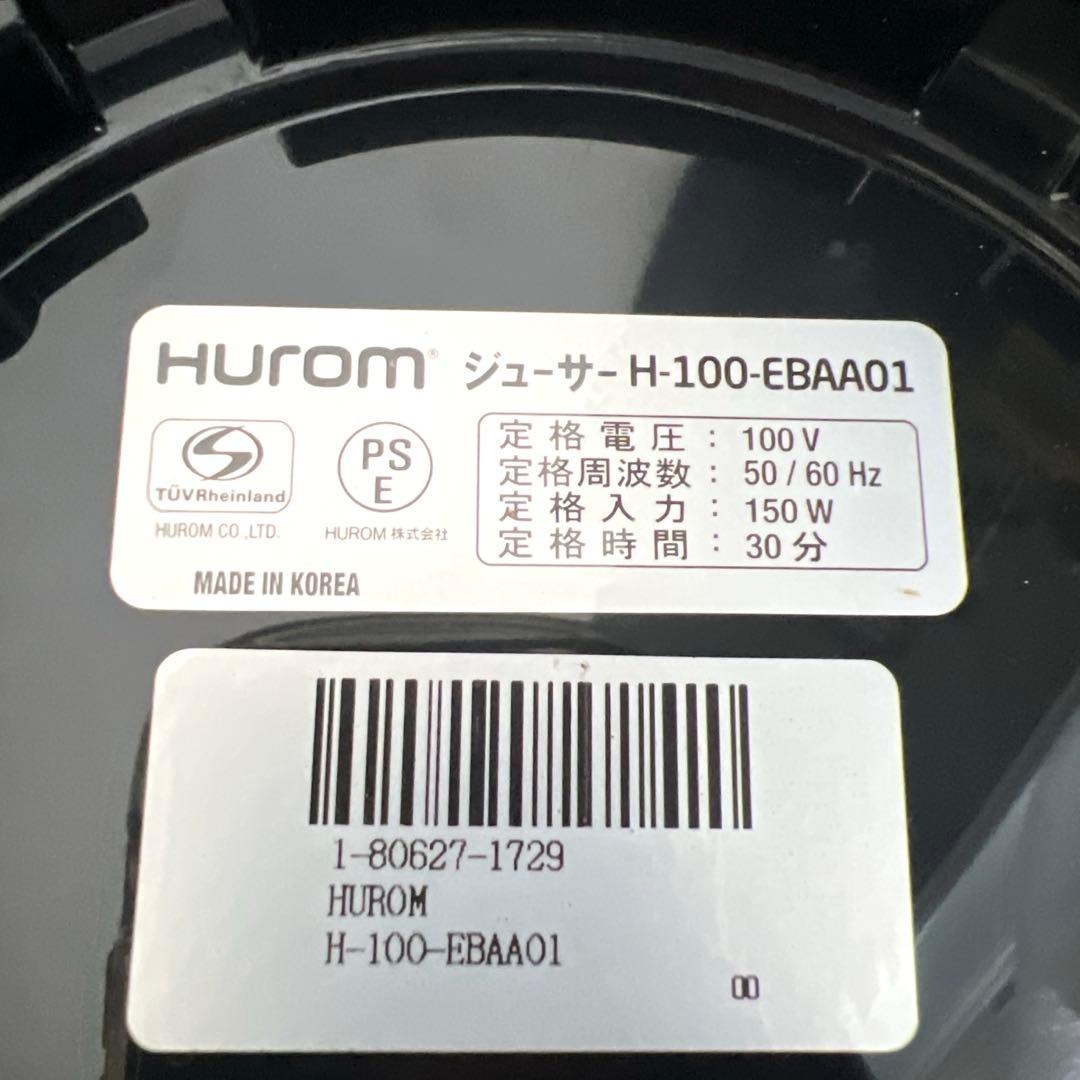 HUROM® ジューサー H-100-EBAA01
TÜVRheinland
HUROM CO.,LTD.
PS
E
HUROM 株式会社
MADE IN KOREA
定格電圧：100 V
定格周波数：50 / 60 Hz
定格入力：150 W
定格時間：30 分
1-80627-1729
HUROM
H-100-EBAA01
00